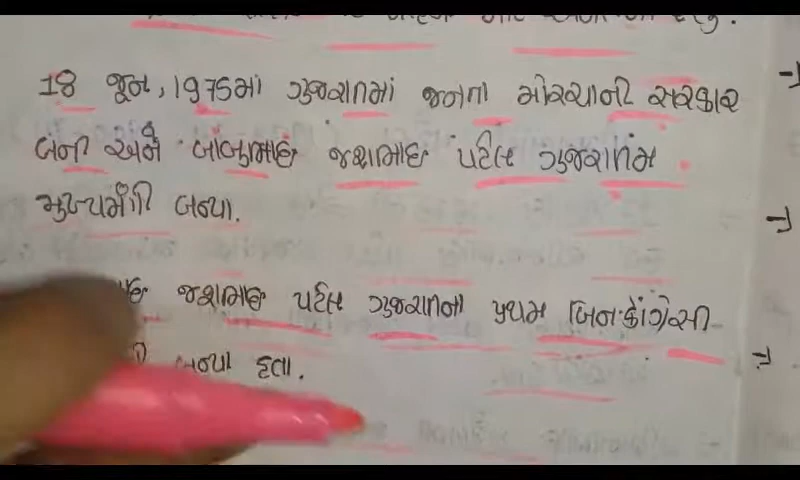 18 જૂન, 1975માં ગુજરાતમાં જનતા મોરચાની સરકાર
બની અને બાબુભાઇ જશભાઇ પટેલ ગુજરાતના
મુખ્યમંત્રી બન્યા.
જશભાઇ પટેલ ગુજરાતના પ્રથમ બિનકોંગ્રેસી
બન્યા હતા.